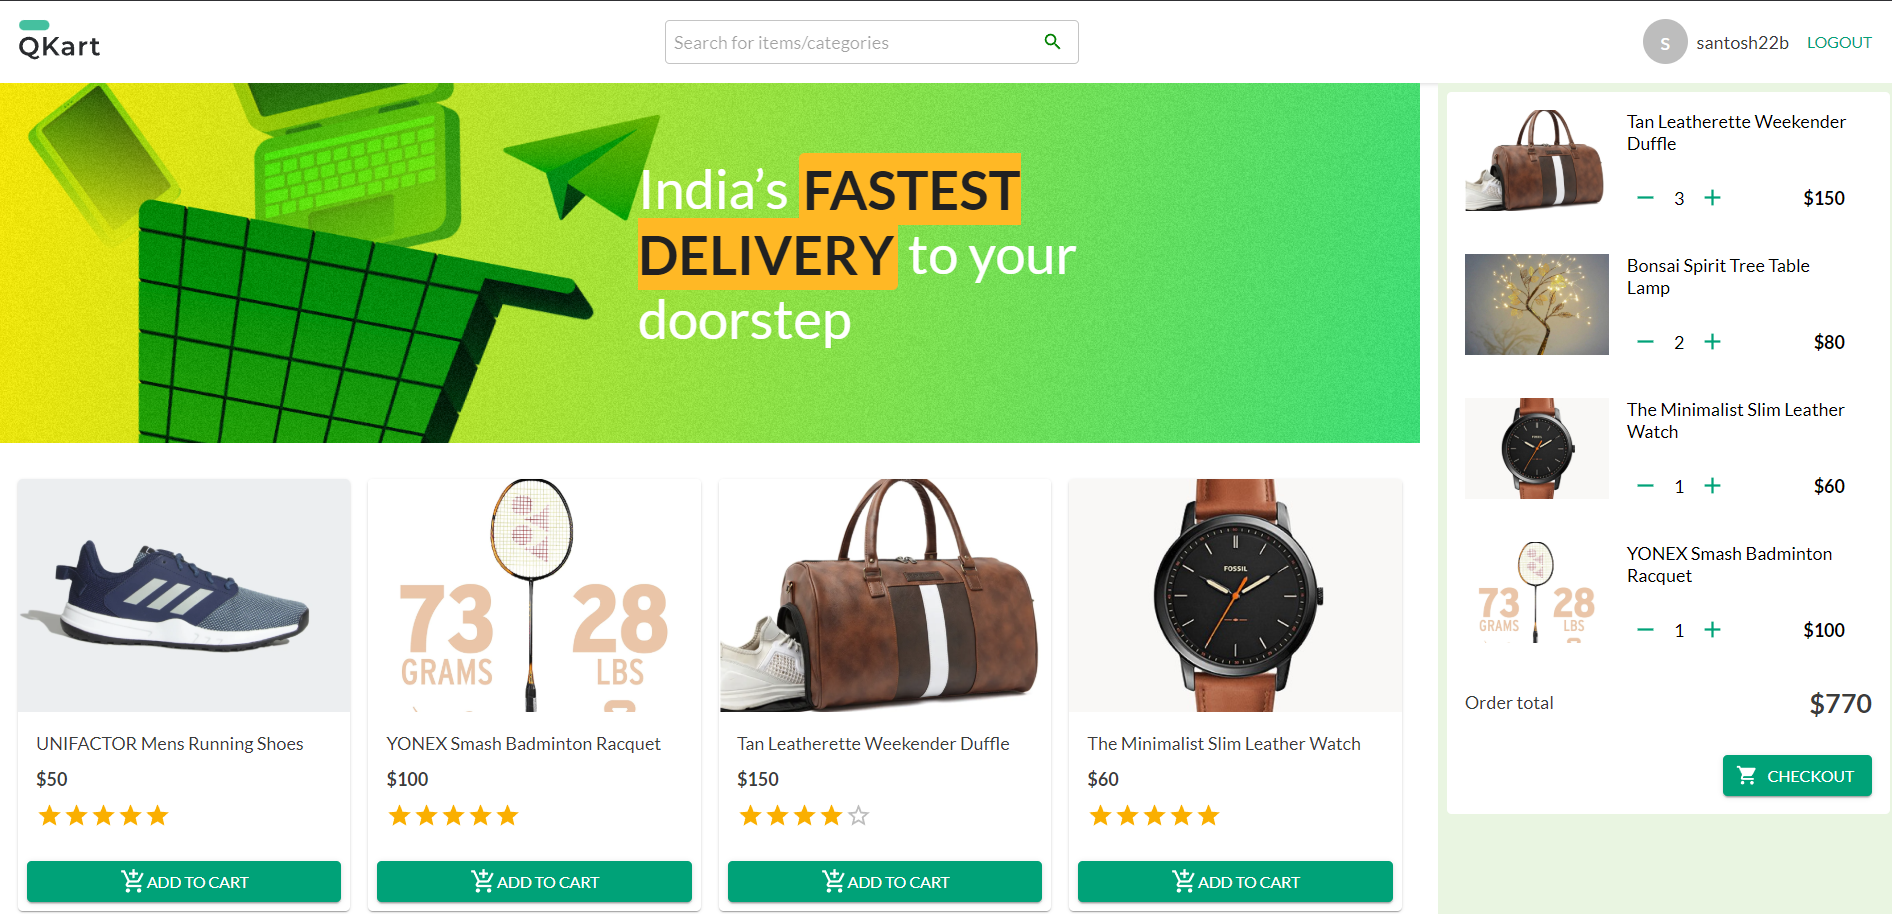 QKart
Search for items/categories
S
santosh22b
LOGOUT
India’s FASTEST
DELIVERY to your
doorstep
73
GRAMS
28
LBS
FOSSIL
UNIFACTOR Mens Running Shoes
$50
ADD TO CART
YONEX Smash Badminton Racquet
$100
ADD TO CART
Tan Leatherette Weekender Duffle
$150
ADD TO CART
The Minimalist Slim Leather Watch
$60
ADD TO CART
Tan Leatherette Weekender
Duffle
3
$150
Bonsai Spirit Tree Table
Lamp
2
$80
The Minimalist Slim Leather
Watch
1
$60
73
GRAMS
28
LBS
YONEX Smash Badminton
Racquet
1
$100
Order total
$770
CHECKOUT